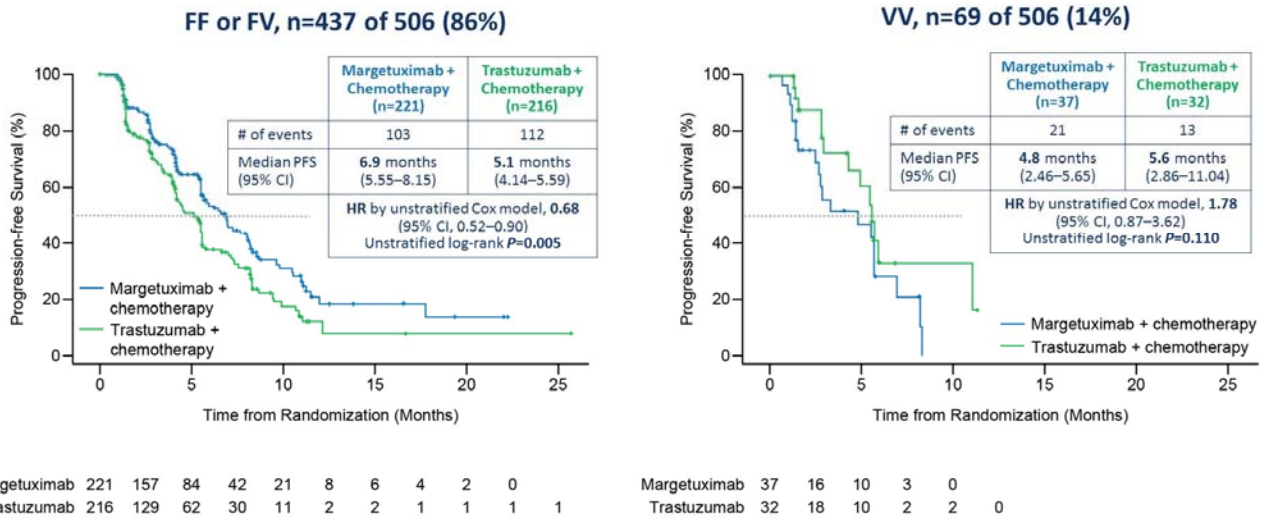 FF or FV, n=437 of 506 (86%)
Margetuximab + Chemotherapy (n=221)
Trastuzumab + Chemotherapy (n=216)
# of events 103 112
Median PFS (95% CI) 6.9 months (5.55–8.15) 5.1 months (4.14–5.59)
HR by unstratified Cox model, 0.68
(95% CI, 0.52–0.90)
Unstratified log-rank P=0.005
Progression-free Survival (%)
100
80
60
40
20
0
Margetuximab +
chemotherapy
Trastuzumab +
chemotherapy
0 5 10 15 20 25
Time from Randomization (Months)
getuximab 221 157 84 42 21 8 6 4 2 0
astuzumab 216 129 62 30 11 2 2 1 1 1 1
VV, n=69 of 506 (14%)
Margetuximab + Chemotherapy (n=37)
Trastuzumab + Chemotherapy (n=32)
# of events 21 13
Median PFS (95% CI) 4.8 months (2.46–5.65) 5.6 months (2.86–11.04)
HR by unstratified Cox model, 1.78
(95% CI, 0.87–3.62)
Unstratified log-rank P=0.110
Progression-free Survival (%)
100
80
60
40
20
0
Margetuximab + chemotherapy
Trastuzumab + chemotherapy
0 5 10 15 20 25
Time from Randomization (Months)
Margetuximab 37 16 10 3 0
Trastuzumab 32 18 10 2 2 0